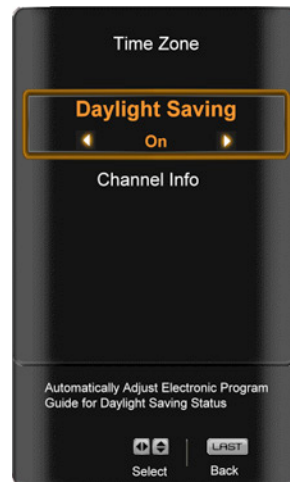 Time Zone
Daylight Saving
On
Channel Info
Automatically Adjust Electronic Program
Guide for Daylight Saving Status
LAST
Select
Back